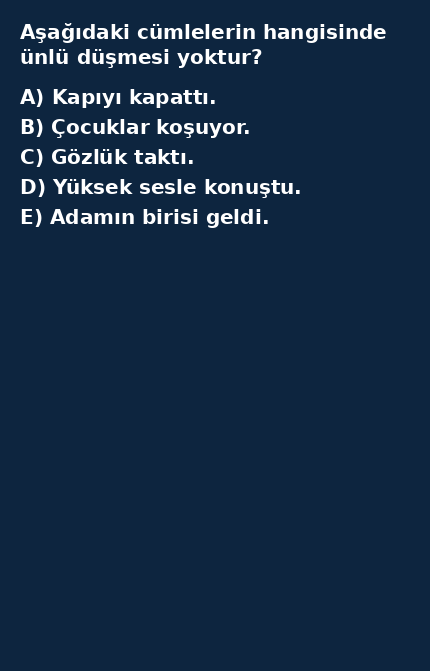 Aşağıdaki cümlelerin hangisinde
ünlü düşmesi yoktur?
A) Kapıyı kapattı.
B) Çocuklar koşuyor.
C) Gözlük taktı.
D) Yüksek sesle konuştu.
E) Adamın birisi geldi.